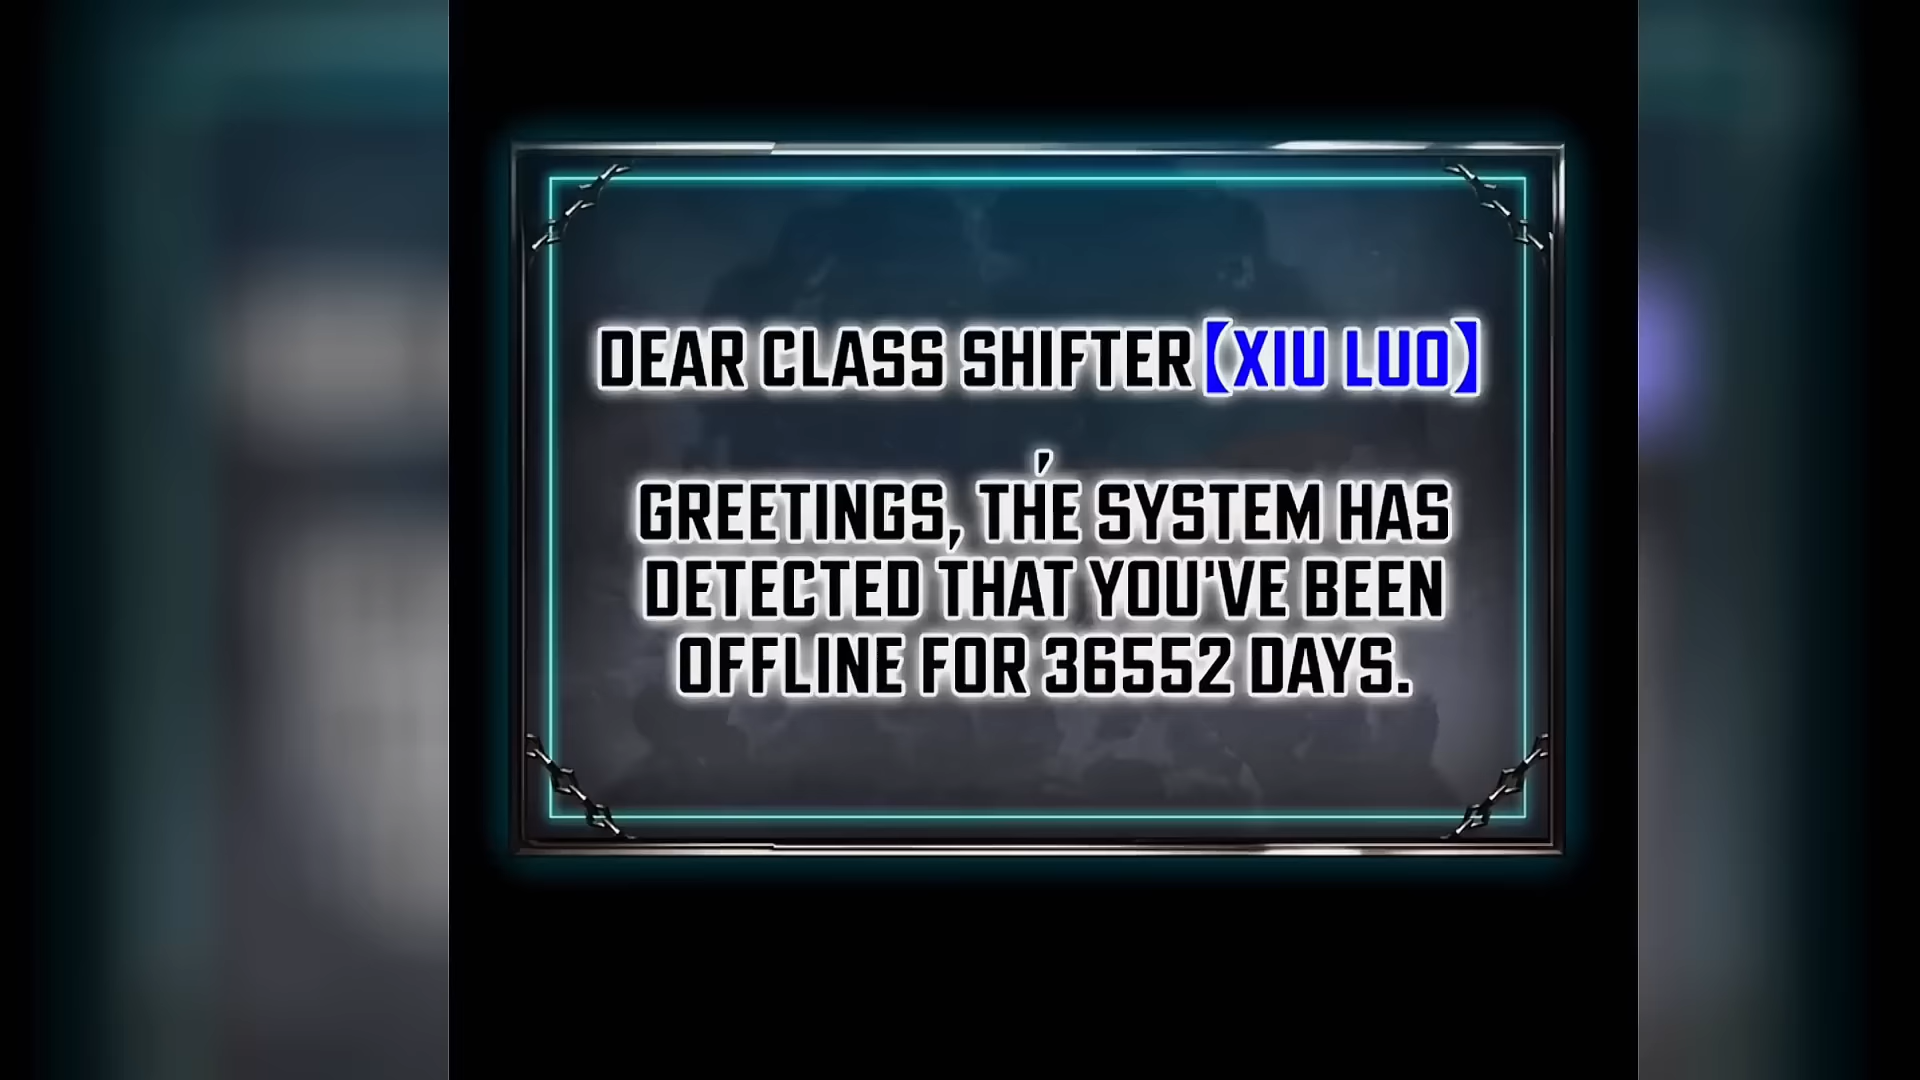 DEAR CLASS SHIFTER【XIU LUO】
,
GREETINGS, THE SYSTEM HAS
DETECTED THAT YOU'VE BEEN
OFFLINE FOR 36552 DAYS.